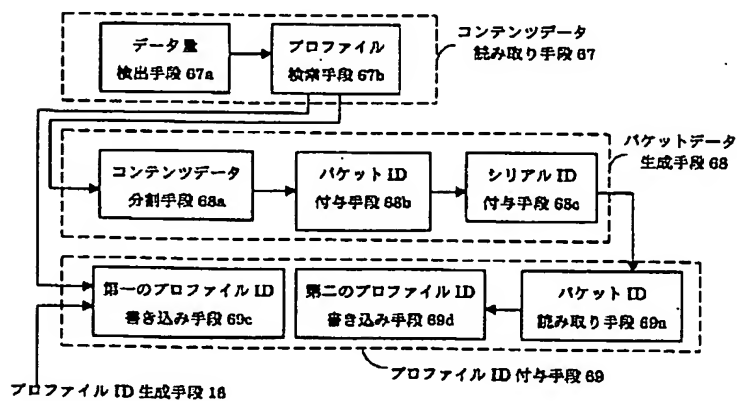 データ量
検出手段 67a
プロファイル
検索手段 67b
コンテンツデータ
読み取り手段 67
コンテンツデータ
分割手段 68a
パケット ID
付与手段 68b
シリアル ID
付与手段 68c
パケットデータ
生成手段 68
第一のプロファイル ID
書き込み手段 69c
第二のプロファイル ID
書き込み手段 69d
パケット ID
読み取り手段 69a
プロファイル ID 生成手段 16
プロファイル ID 付与手段 69